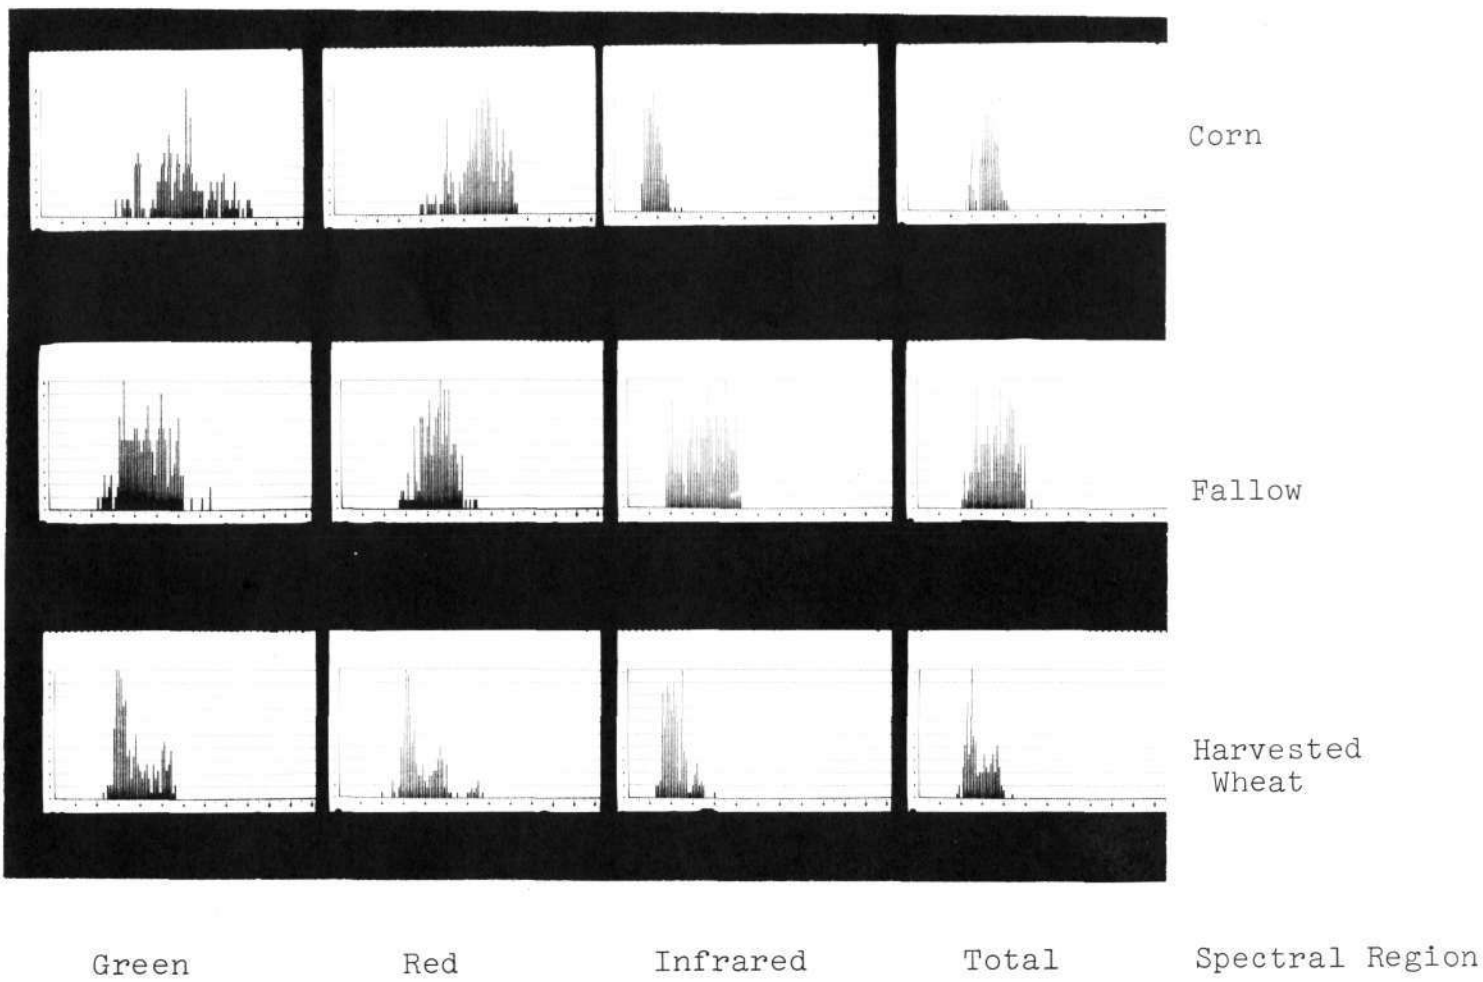 Corn
Fallow
Harvested
Wheat
Green Red Infrared Total Spectral Region